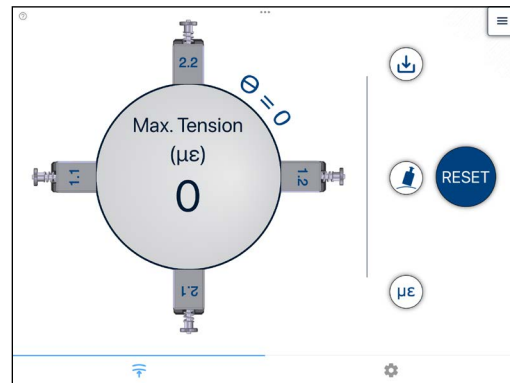 2.2
Θ = 0
Max. Tension
(με)
0
1.1
1.2
2.1
RESET
με